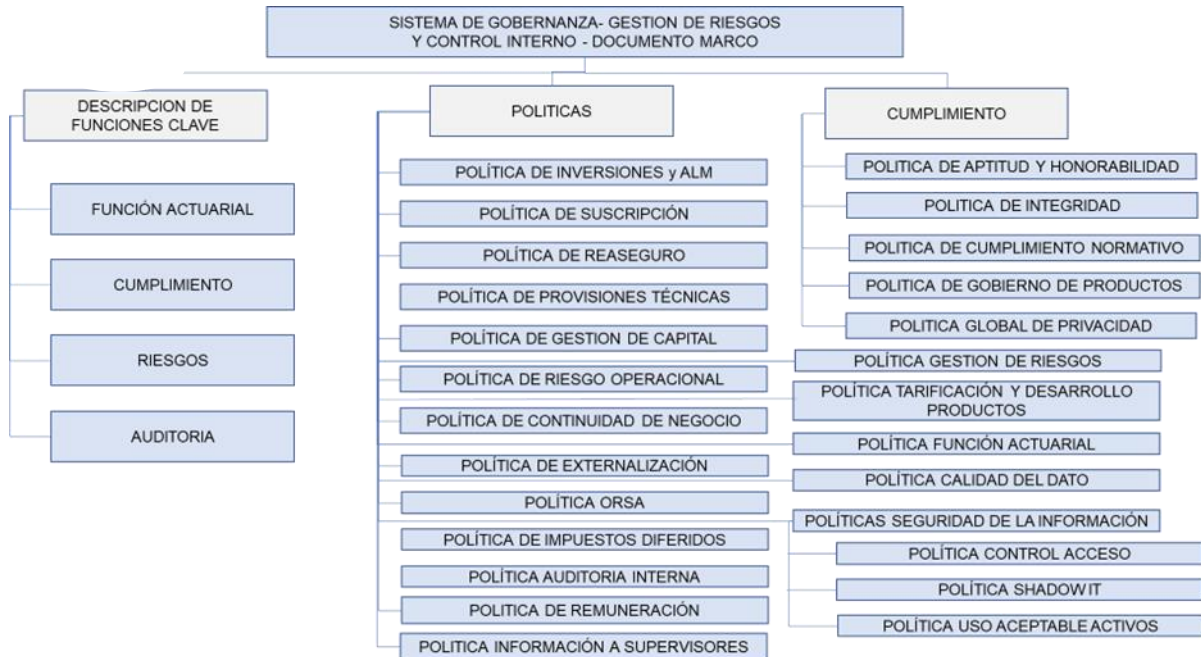 SISTEMA DE GOBERNANZA- GESTION DE RIESGOS
Y CONTROL INTERNO - DOCUMENTO MARCO
DESCRIPCION DE
FUNCIONES CLAVE
FUNCIÓN ACTUARIAL
CUMPLIMIENTO
RIESGOS
AUDITORIA
POLITICAS
POLÍTICA DE INVERSIONES y ALM
POLÍTICA DE SUSCRIPCIÓN
POLÍTICA DE REASEGURO
POLÍTICA DE PROVISIONES TÉCNICAS
POLÍTICA DE GESTION DE CAPITAL
POLÍTICA DE RIESGO OPERACIONAL
POLÍTICA DE CONTINUIDAD DE NEGOCIO
POLÍTICA DE EXTERNALIZACIÓN
POLÍTICA ORSA
POLÍTICA DE IMPUESTOS DIFERIDOS
POLÍTICA AUDITORIA INTERNA
POLITICA DE REMUNERACIÓN
POLITICA INFORMACIÓN A SUPERVISORES
POLÍTICA GESTION DE RIESGOS
POLÍTICA TARIFICACIÓN Y DESARROLLO
PRODUCTOS
POLÍTICA FUNCIÓN ACTUARIAL
POLÍTICA CALIDAD DEL DATO
POLÍTICAS SEGURIDAD DE LA INFORMACIÓN
POLÍTICA CONTROL ACCESO
POLÍTICA SHADOW IT
POLÍTICA USO ACEPTABLE ACTIVOS
CUMPLIMIENTO
POLITICA DE APTITUD Y HONORABILIDAD
POLÍTICA DE INTEGRIDAD
POLITICA DE CUMPLIMIENTO NORMATIVO
POLITICA DE GOBIERNO DE PRODUCTOS
POLITICA GLOBAL DE PRIVACIDAD